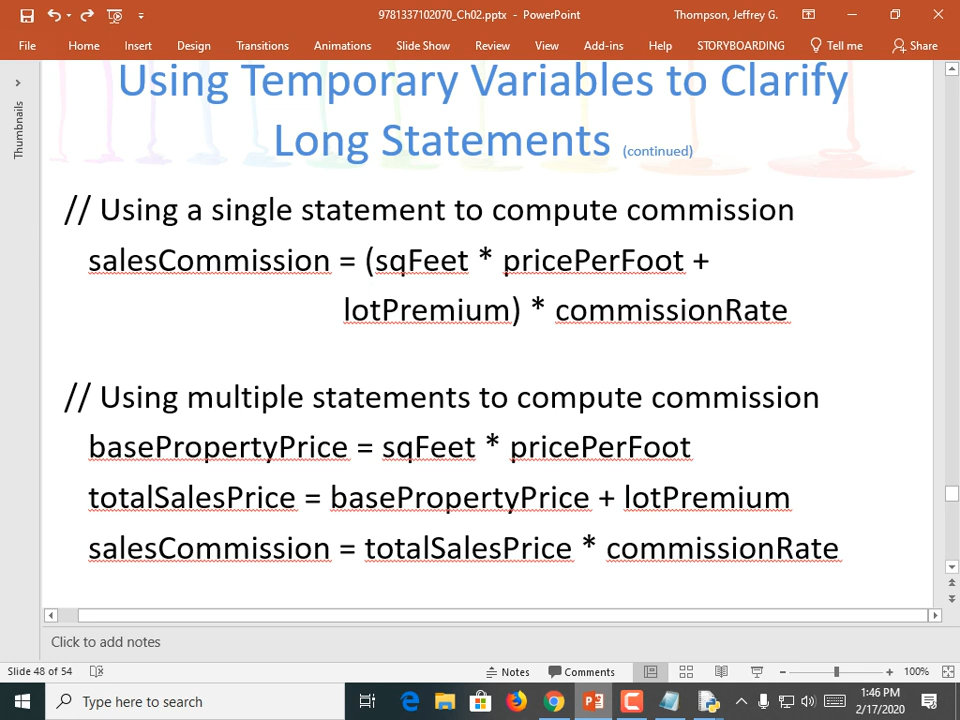 9781337102070_Ch02.pptx - PowerPoint
Thompson, Jeffrey G.
File Home Insert Design Transitions Animations Slide Show Review View Add-ins Help STORYBOARDING Tell me Share
Thumbnails
Using Temporary Variables to Clarify
Long Statements (continued)
// Using a single statement to compute commission
salesCommission = (sqFeet * pricePerFoot +
lotPremium) * commissionRate
// Using multiple statements to compute commission
basePropertyPrice = sqFeet * pricePerFoot
totalSalesPrice = basePropertyPrice + lotPremium
salesCommission = totalSalesPrice * commissionRate
Click to add notes
Slide 48 of 54
Notes Comments 100%
Type here to search
1:46 PM
2/17/2020